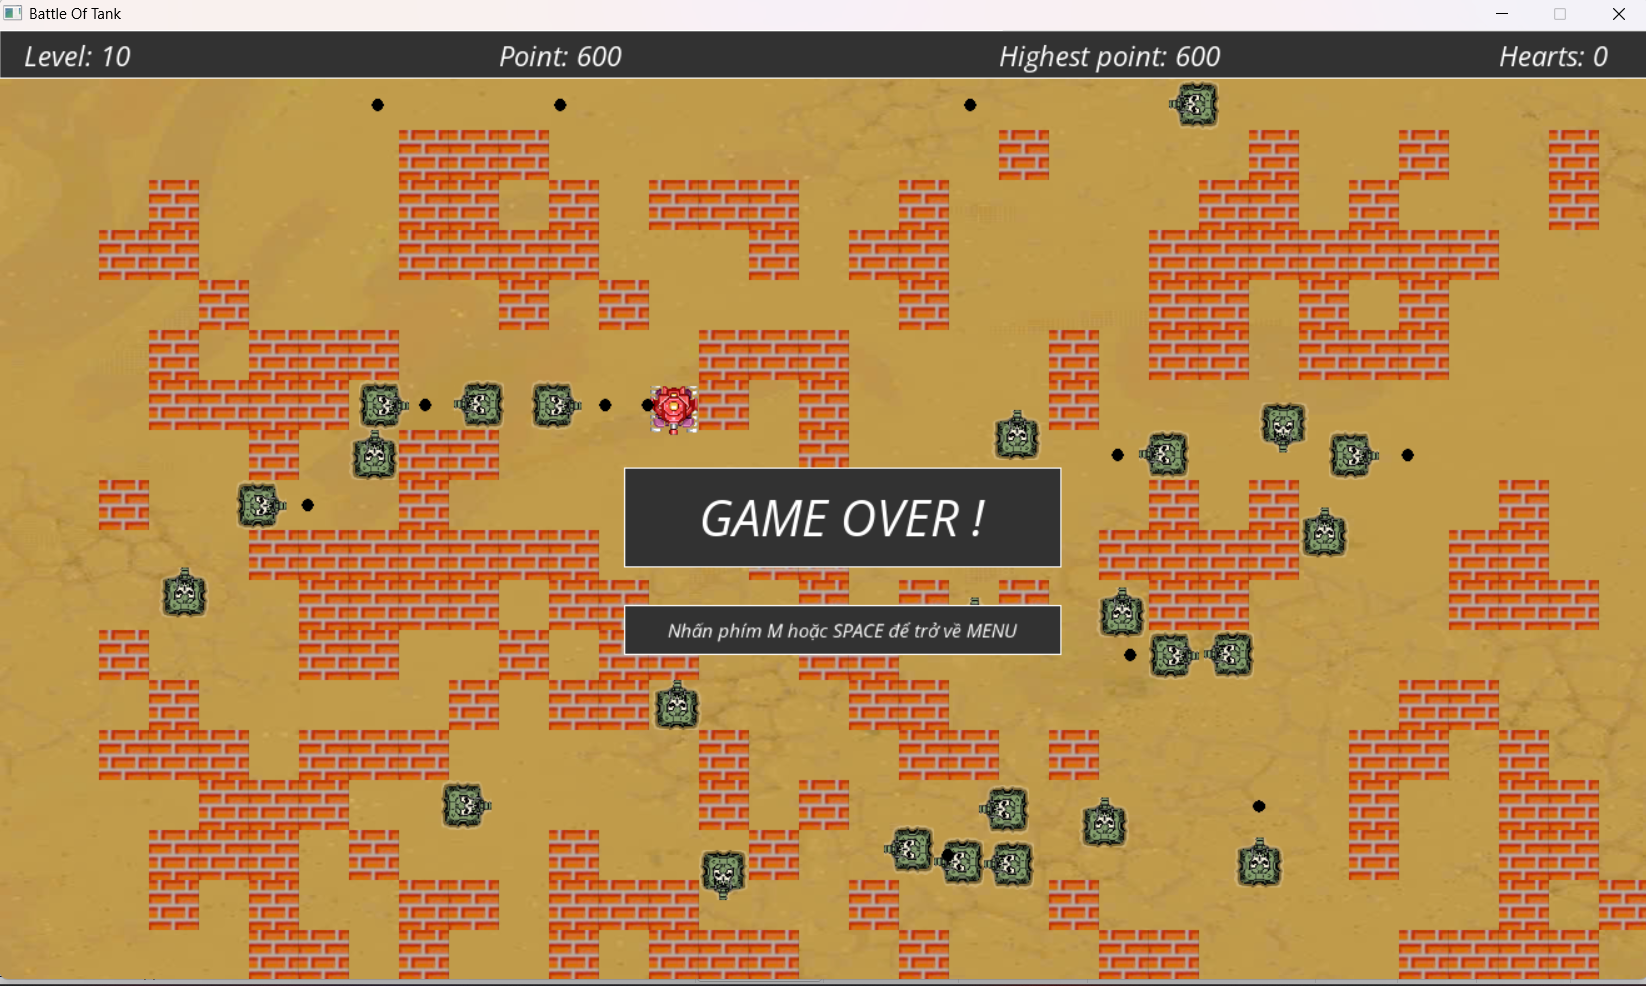 Battle Of Tank
Level: 10 Point: 600 Highest point: 600 Hearts: 0
GAME OVER !
Nhấn phím M hoặc SPACE để trở về MENU